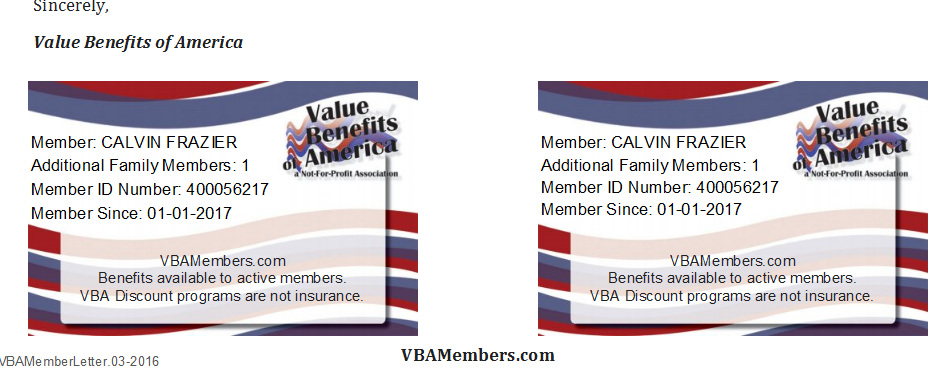 Sincerely,
Value Benefits of America
Value
Benefits
of America
a Not-For-Profit Association
Member: CALVIN FRAZIER
Additional Family Members: 1
Member ID Number: 400056217
Member Since: 01-01-2017
VBAMembers.com
Benefits available to active members.
VBA Discount programs are not insurance.
Value
Benefits
of America
a Not-For-Profit Association
Member: CALVIN FRAZIER
Additional Family Members: 1
Member ID Number: 400056217
Member Since: 01-01-2017
VBAMembers.com
Benefits available to active members.
VBA Discount programs are not insurance.
VBAMembers.com
VBAMemberLetter.03-2016